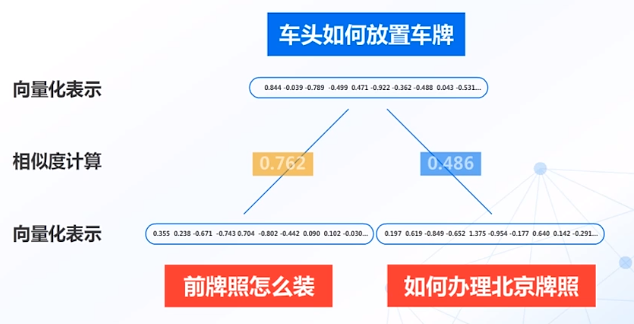 车头如何放置车牌
向量化表示
0.844 -0.039 -0.789 -0.499 0.471 -0.922 -0.362 -0.488 0.043 -0.531...
相似度计算
0.762
0.486
向量化表示
0.355 0.238 -0.671 -0.743 0.704 -0.802 -0.442 0.090 0.102 -0.030...
0.197 0.619 -0.849 -0.652 1.375 -0.954 -0.177 0.640 0.142 -0.291...
前牌照怎么装
如何办理北京牌照